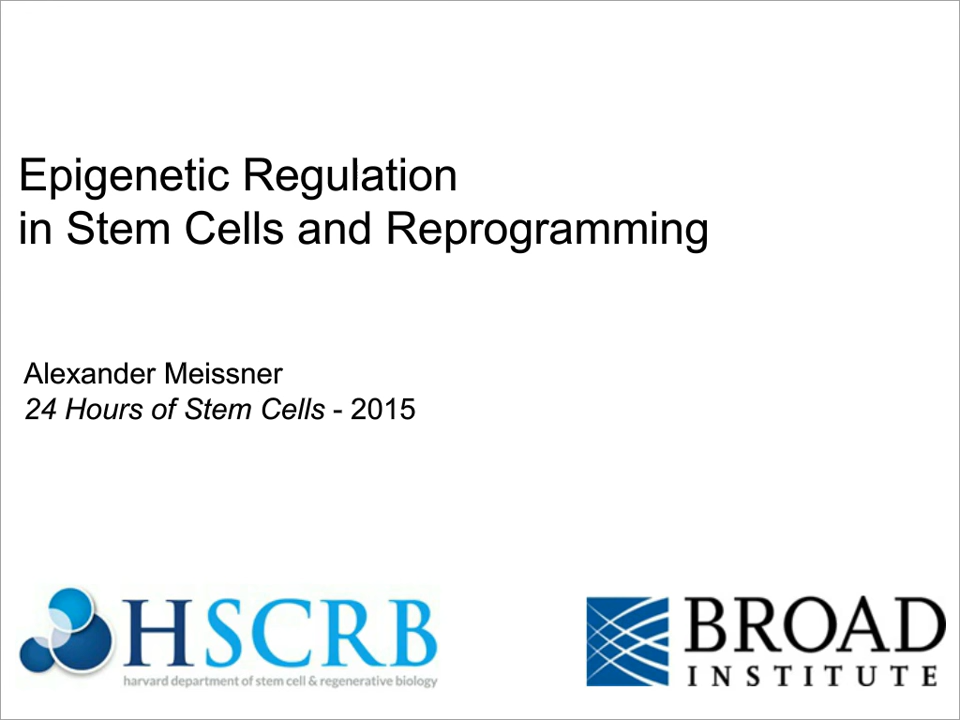 Epigenetic Regulation
in Stem Cells and Reprogramming
Alexander Meissner
24 Hours of Stem Cells - 2015
HSCRB
harvard department of stem cell & regenerative biology
BROAD
INSTITUTE